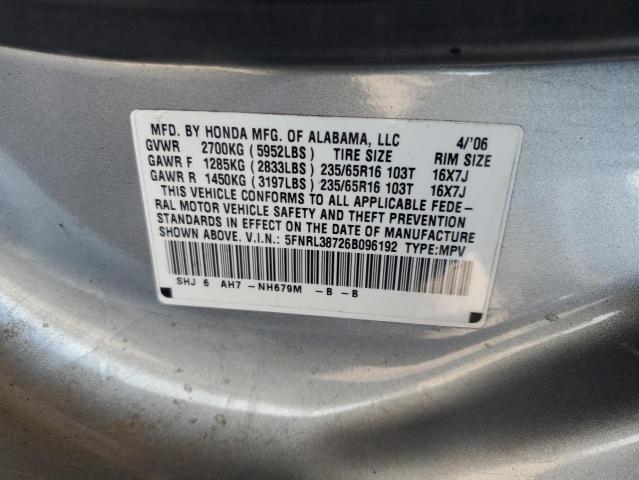 MFD. BY HONDA MFG. OF ALABAMA, LLC 4/'06
GVWR 2700KG (5952LBS) TIRE SIZE RIM SIZE
GAWR F 1285KG (2833LBS) 235/65R16 103T 16X7J
GAWR R 1450KG (3197LBS) 235/65R16 103T 16X7J
THIS VEHICLE CONFORMS TO ALL APPLICABLE FEDE-
RAL MOTOR VEHICLE SAFETY AND THEFT PREVENTION
STANDARDS IN EFFECT ON THE DATE OF MANUFACTURE
SHOWN ABOVE. V.I.N.: 5FNRL38726B096192 TYPE:MPV
SHJ 6 AH7 -NH679M -B -B